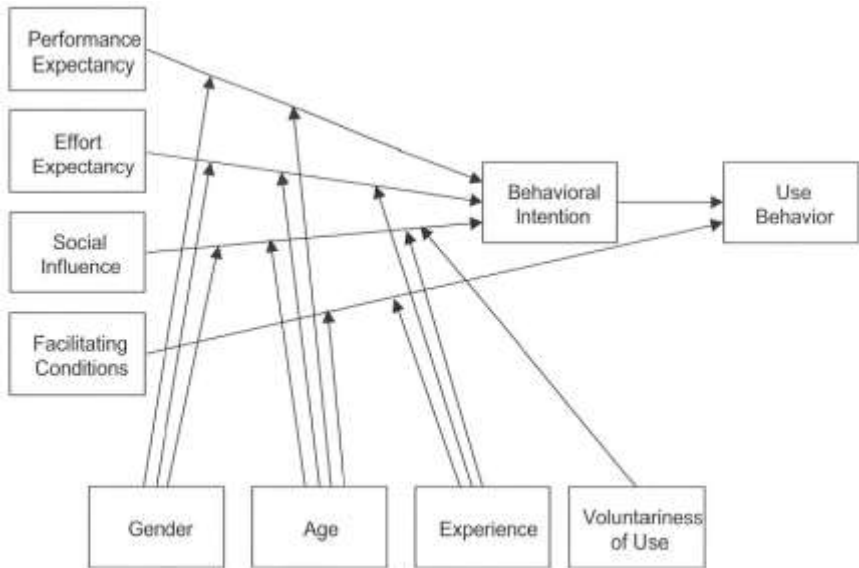 Performance
Expectancy
Effort
Expectancy
Social
Influence
Facilitating
Conditions
Behavioral
Intention
Use
Behavior
Gender
Age
Experience
Voluntariness
of Use